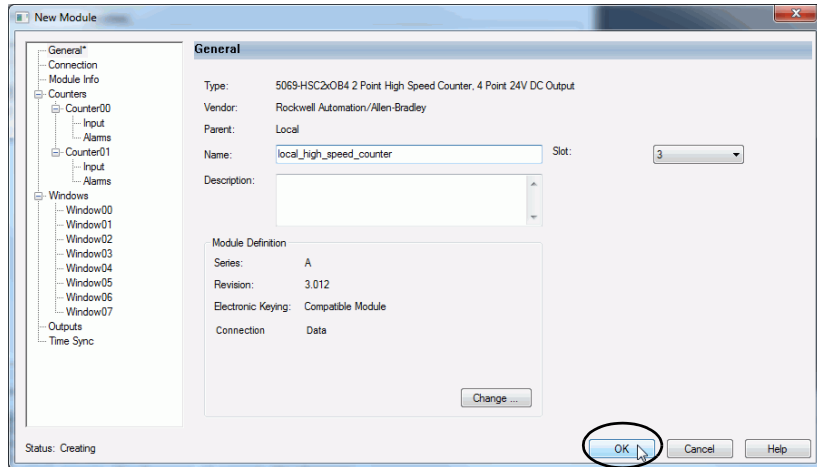 New Module
General*
Connection
Module Info
Counters
Counter00
Input
Alarms
Counter01
Input
Alarms
Windows
Window00
Window01
Window02
Window03
Window04
Window05
Window06
Window07
Outputs
Time Sync
General
Type: 5069-HSC2xOB4 2 Point High Speed Counter, 4 Point 24V DC Output
Vendor: Rockwell Automation/Allen-Bradley
Parent: Local
Name: local_high_speed_counter Slot: 3
Description:
Module Definition
Series: A
Revision: 3.012
Electronic Keying: Compatible Module
Connection Data
Change ...
Status: Creating
OK Cancel Help